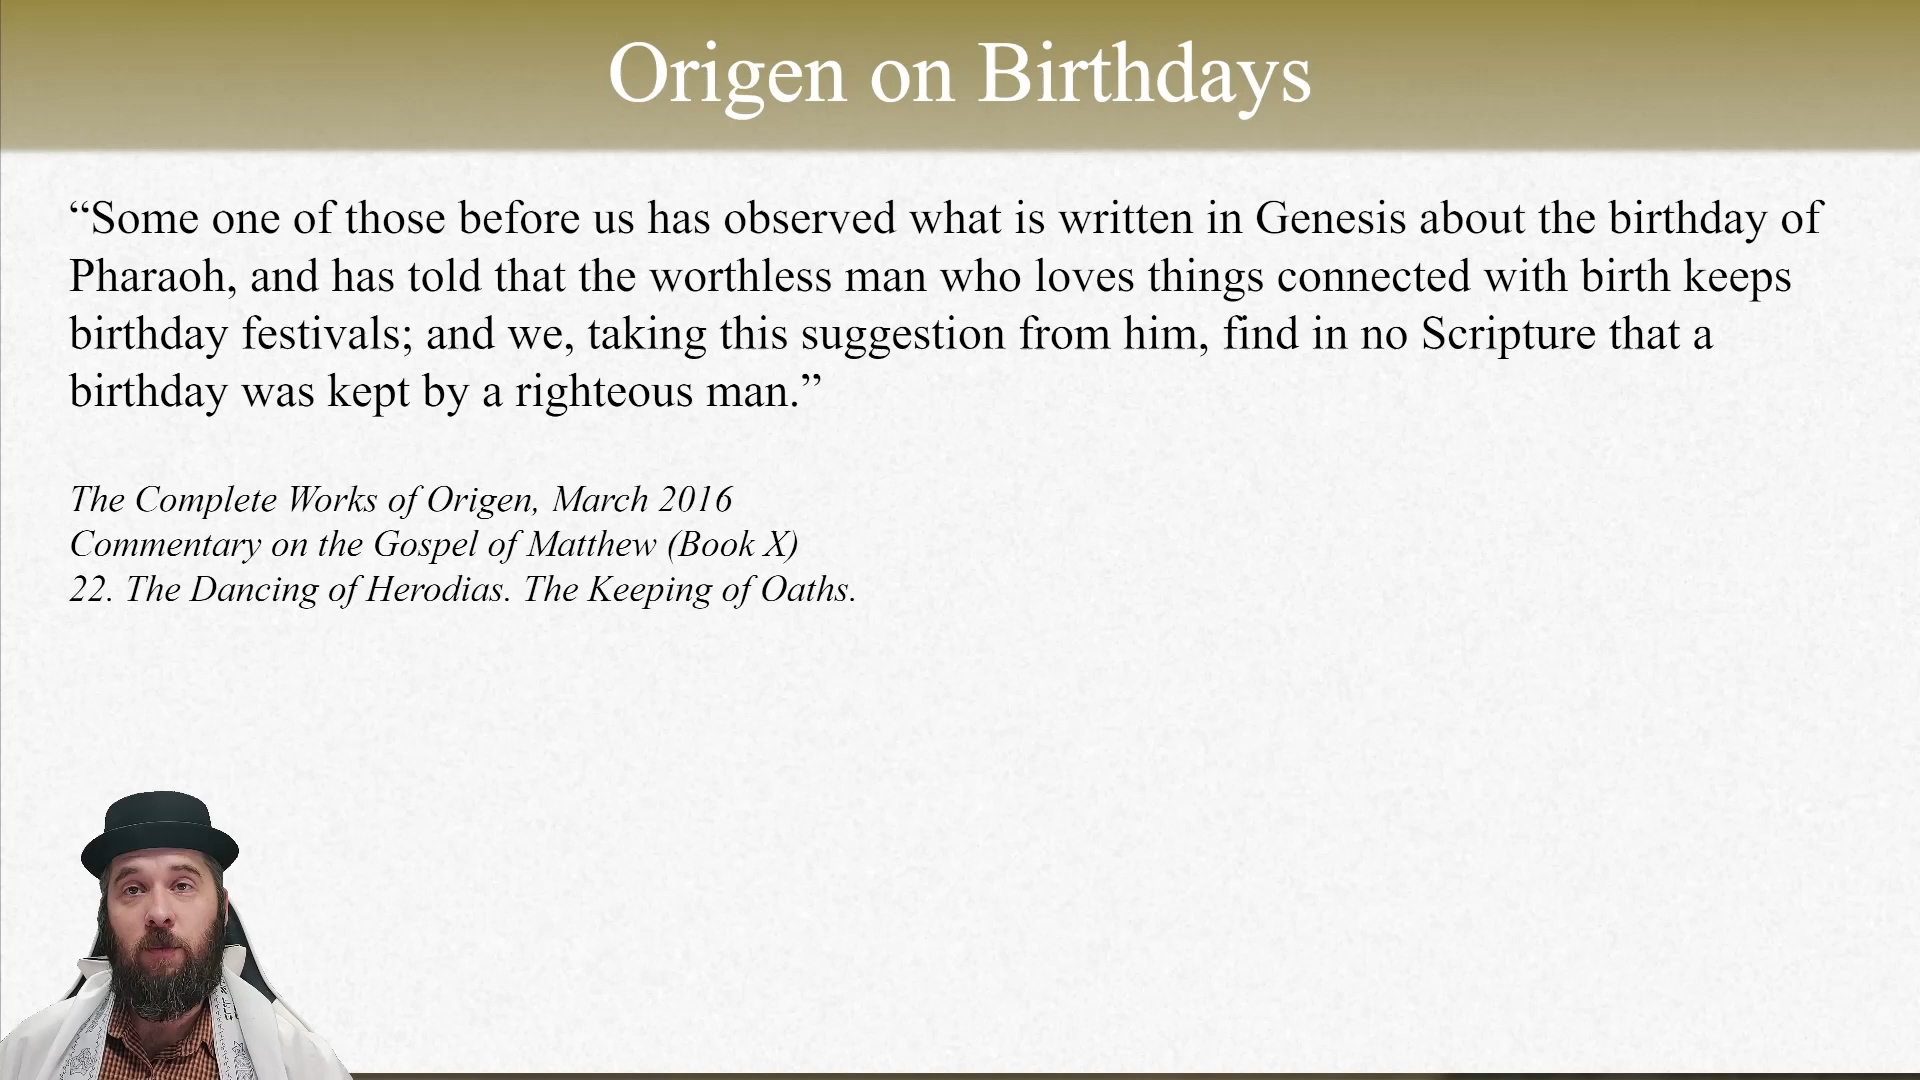 Origen on Birthdays
“Some one of those before us has observed what is written in Genesis about the birthday of
Pharaoh, and has told that the worthless man who loves things connected with birth keeps
birthday festivals; and we, taking this suggestion from him, find in no Scripture that a
birthday was kept by a righteous man.”
The Complete Works of Origen, March 2016
Commentary on the Gospel of Matthew (Book X)
22. The Dancing of Herodias. The Keeping of Oaths.